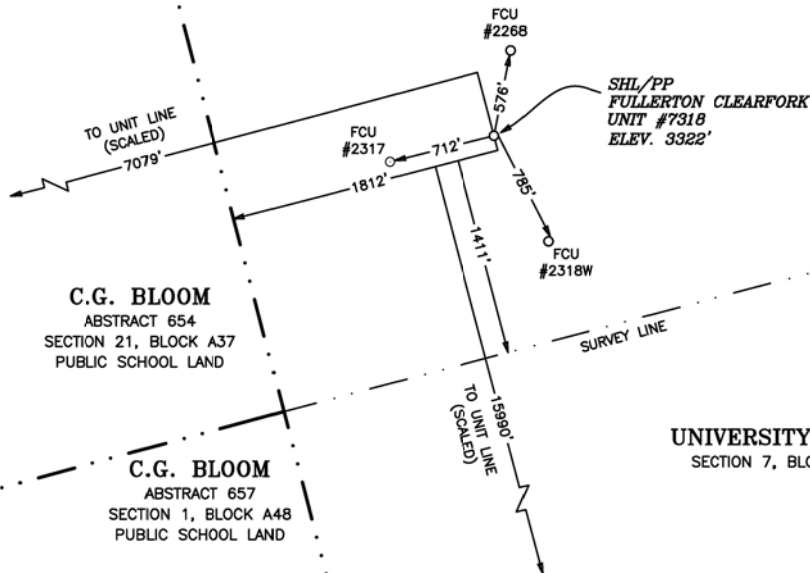 FCU
#2268
SHL/PP
FULLERTON CLEARFORK
UNIT #7318
ELEV. 3322'
576'
TO UNIT LINE
(SCALED)
7079'
FCU
#2317
712'
1812'
785'
1411'
FCU
#2318W
C.G. BLOOM
ABSTRACT 654
SECTION 21, BLOCK A37
PUBLIC SCHOOL LAND
SURVEY LINE
TO UNIT LINE
(SCALED)
15990'
UNIVERSITY
SECTION 7, BLO
C.G. BLOOM
ABSTRACT 657
SECTION 1, BLOCK A48
PUBLIC SCHOOL LAND